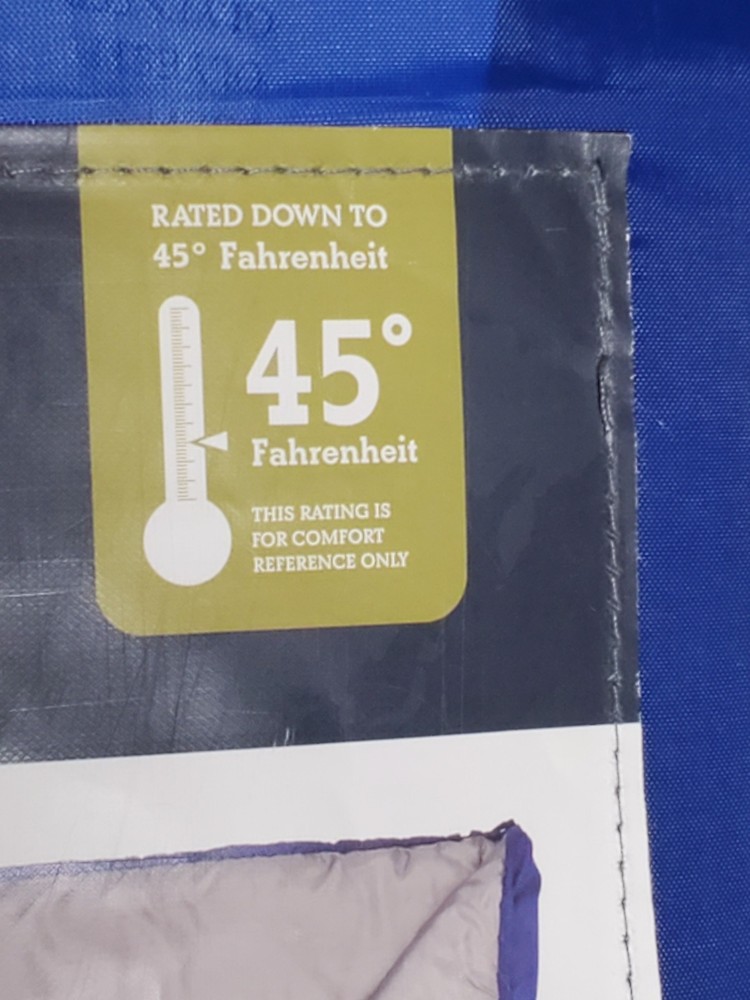 RATED DOWN TO
45° Fahrenheit
45°
Fahrenheit
THIS RATING IS
FOR COMFORT
REFERENCE ONLY